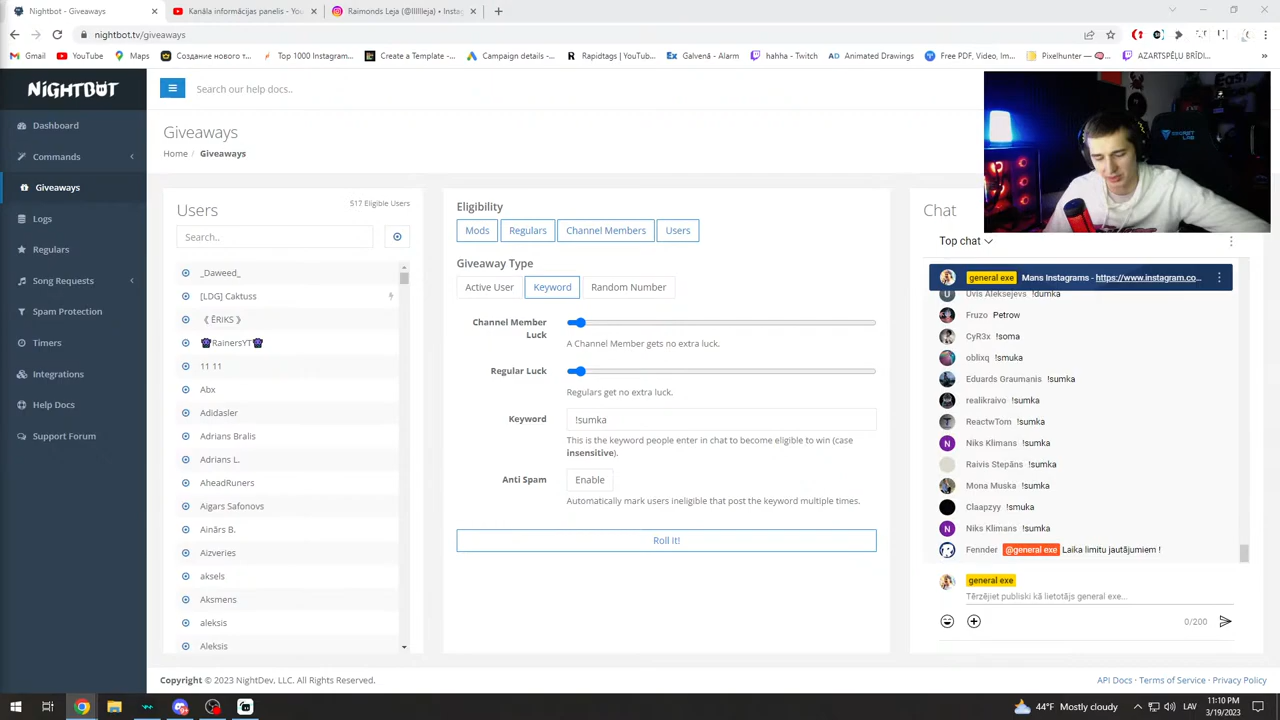 Nightbot - Giveaways
Kanāla informācijas panelis - You
Raimonds Leja (@llllleja) • Instag
nightbot.tv/giveaways
Gmail
YouTube
Maps
Создание нового т...
Top 1000 Instagram...
Create a Template -...
Campaign details -...
Rapidtags | YouTub...
Galvenā - Alarm
hahha - Twitch
Animated Drawings
Free PDF, Video, Im...
Pixelhunter —
AZARTSPĒĻU BRĪDI...
NiGHTBOT
Search our help docs..
Dashboard
Commands
Giveaways
Logs
Regulars
Song Requests
Spam Protection
Timers
Integrations
Help Docs
Support Forum
Giveaways
Home / Giveaways
Users
517 Eligible Users
Search..
_Daweed_
[LDG] Caktuss
《 ĒRIKS 》
RainersYT
11 11
Abx
Adidasler
Adrians Bralis
Adrians L.
AheadRuners
Aigars Safonovs
Ainārs B.
Aizveries
aksels
Aksmens
aleksis
Aleksis
Eligibility
Mods
Regulars
Channel Members
Users
Giveaway Type
Active User
Keyword
Random Number
Channel Member
Luck
A Channel Member gets no extra luck.
Regular Luck
Regulars get no extra luck.
Keyword
!sumka
This is the keyword people enter in chat to become eligible to win (case
insensitive).
Anti Spam
Enable
Automatically mark users ineligible that post the keyword multiple times.
Roll It!
Chat
Top chat
general exe Mans Instagrams - https://www.instagram.co...
Uvis Aleksejevs !dumka
Fruzo Petrow
CyR3x !soma
oblixq !smuka
Eduards Graumanis !sumka
realikraivo !sumka
ReactwTom !sumka
Niks Klimans !sumka
Raivis Stepāns !sumka
Mona Muska !sumka
Claapzyy !smuka
Niks Klimans !sumka
Fennder @general exe Laika limitu jautājumiem !
general exe
Tērzējiet publiski kā lietotājs general exe...
0/200
Copyright © 2023 NightDev, LLC. All Rights Reserved.
API Docs - Terms of Service - Privacy Policy
44°F Mostly cloudy
LAV
11:10 PM
3/19/2023